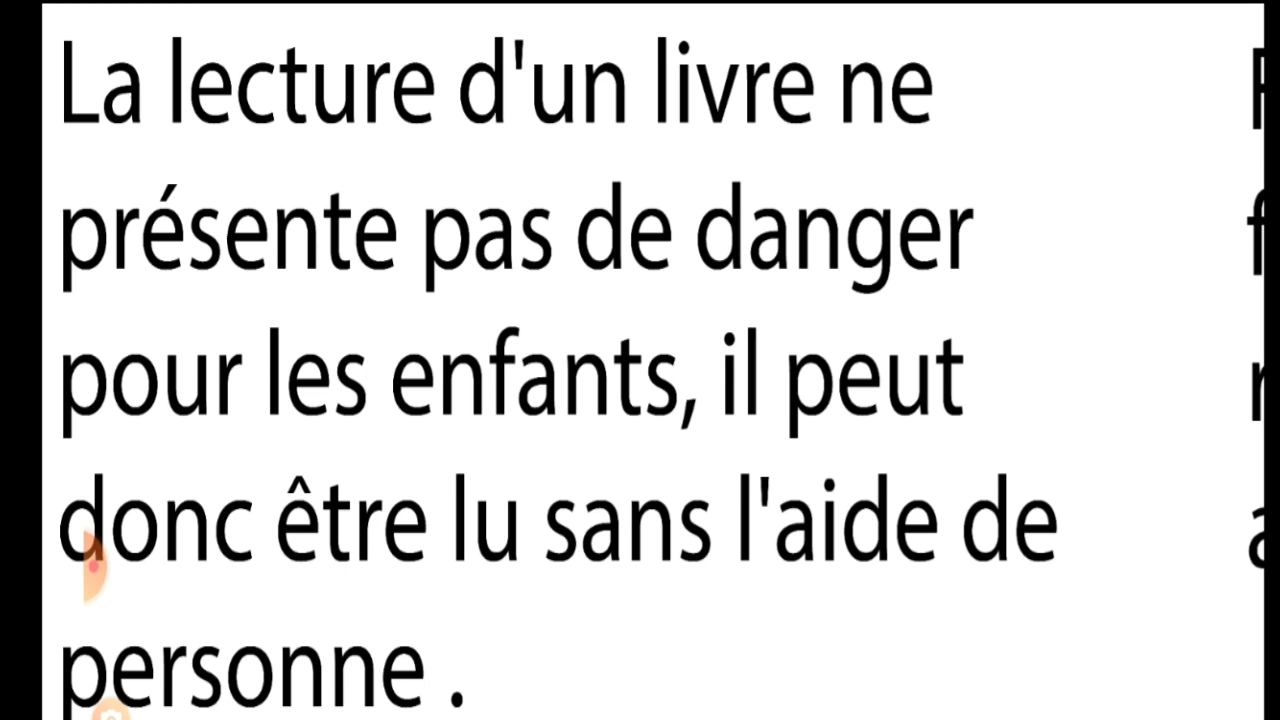 La lecture d'un livre ne
présente pas de danger
pour les enfants, il peut
donc être lu sans l'aide de
personne .